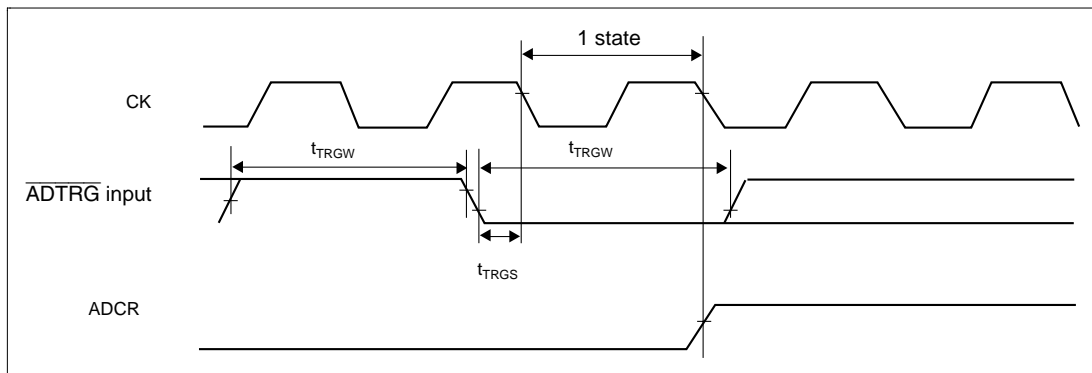 1 state
CK
tTRGW
tTRGW
ADTRG input
tTRGS
ADCR